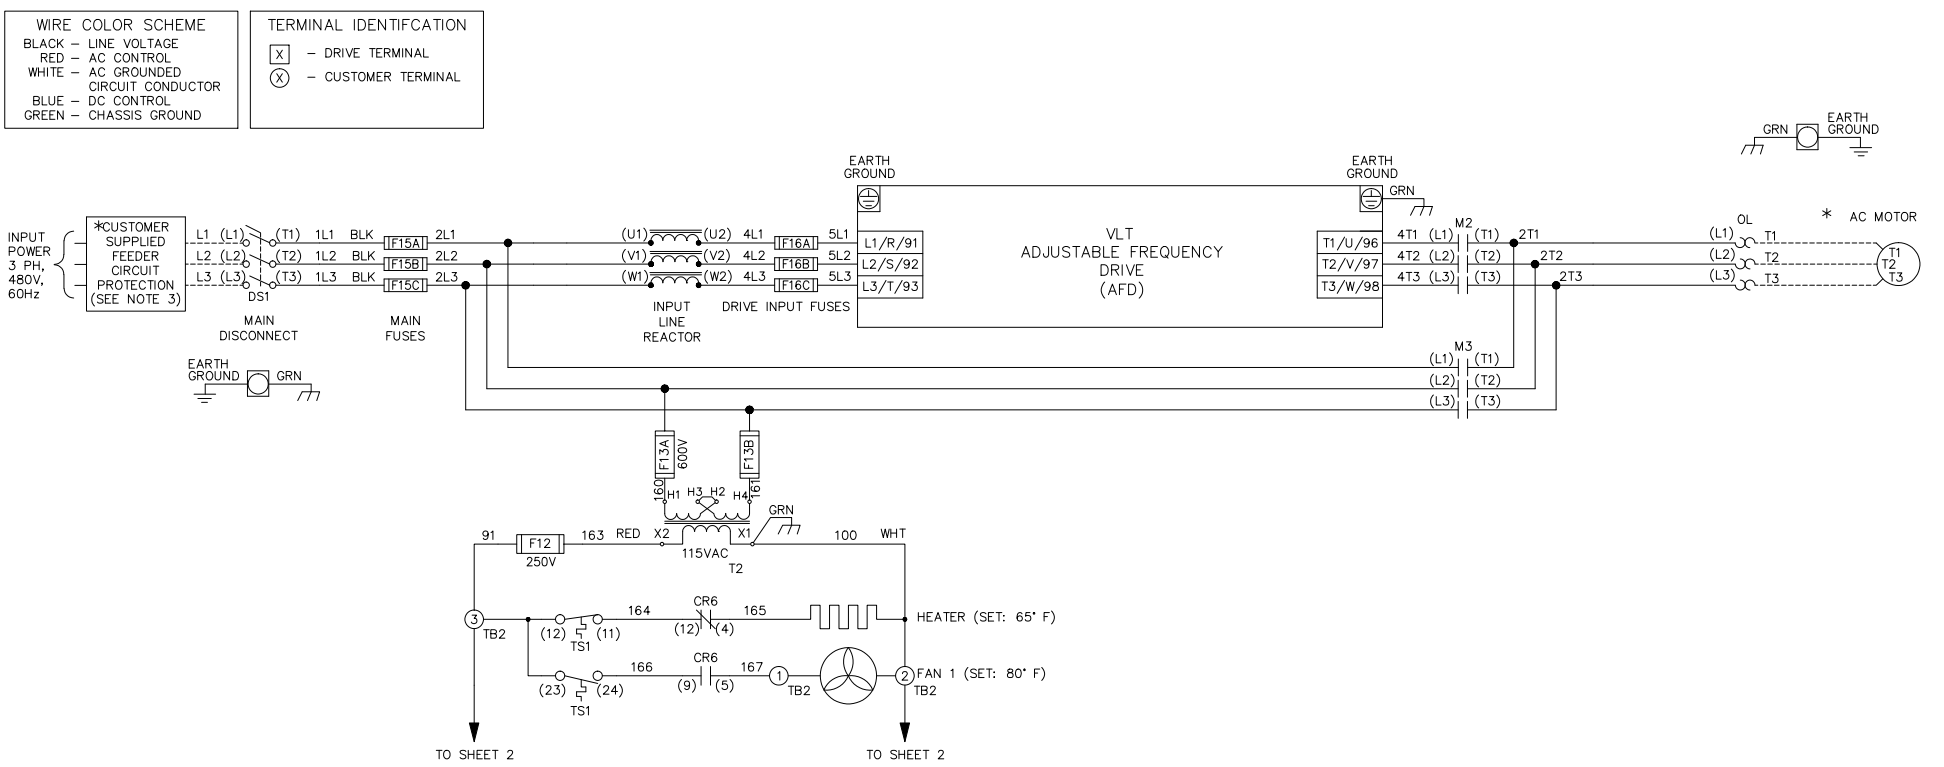 WIRE COLOR SCHEME
BLACK – LINE VOLTAGE
RED – AC CONTROL
WHITE – AC GROUNDED
CIRCUIT CONDUCTOR
BLUE – DC CONTROL
GREEN – CHASSIS GROUND
TERMINAL IDENTIFCATION
X – DRIVE TERMINAL
X – CUSTOMER TERMINAL
GRN
EARTH
GROUND
INPUT
POWER
3 PH,
480V,
60Hz
*CUSTOMER
SUPPLIED
FEEDER
CIRCUIT
PROTECTION
(SEE NOTE 3)
L1 (L1) (T1) 1L1 BLK F15A 2L1
L2 (L2) (T2) 1L2 BLK F15B 2L2
L3 (L3) (T3) 1L3 BLK F15C 2L3
DS1
MAIN
DISCONNECT
MAIN
FUSES
(U1) (U2) 4L1 F16A 5L1
(V1) (V2) 4L2 F16B 5L2
(W1) (W2) 4L3 F16C 5L3
INPUT
LINE
REACTOR
DRIVE INPUT FUSES
EARTH
GROUND
L1/R/91
L2/S/92
L3/T/93
VLT
ADJUSTABLE FREQUENCY
DRIVE
(AFD)
EARTH
GROUND
GRN
T1/U/96
T2/V/97
T3/W/98
M2
4T1 (L1) (T1) 2T1
4T2 (L2) (T2) 2T2
4T3 (L3) (T3) 2T3
OL
(L1) T1
(L2) T2
(L3) T3
* AC MOTOR
T1
T2
T3
M3
(L1) (T1)
(L2) (T2)
(L3) (T3)
EARTH
GROUND
GRN
F13A
600V
F13B
160
161
H1 H3 H2 H4
GRN
91 F12 163 RED X2 X1 100 WHT
250V
115VAC
T2
3
TB2
(12) (11)
TS1
164
CR6
(12) (4)
165
HEATER (SET: 65° F)
(23) (24)
TS1
166
CR6
(9) (5)
167
1
TB2
2
TB2
FAN 1 (SET: 80° F)
TO SHEET 2
TO SHEET 2